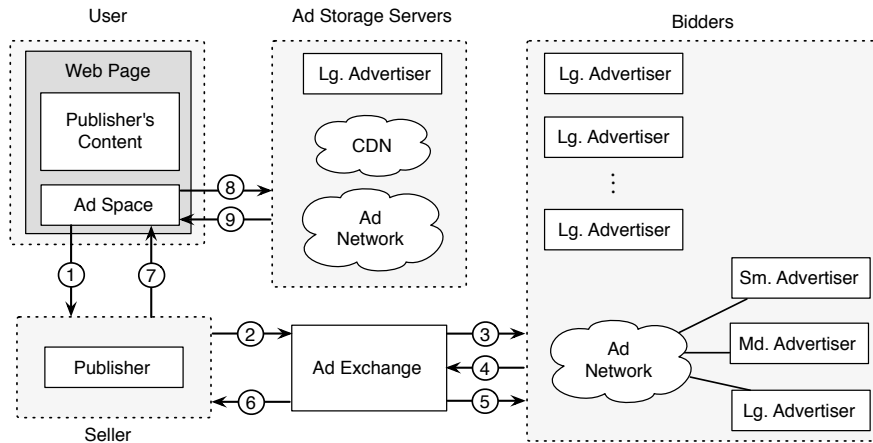 User
Web Page
Publisher's
Content
Ad Space
Ad Storage Servers
Lg. Advertiser
CDN
Ad
Network
8
9
1
7
Publisher
Seller
2
6
Ad Exchange
3
4
5
Bidders
Lg. Advertiser
Lg. Advertiser
Lg. Advertiser
Ad
Network
Sm. Advertiser
Md. Advertiser
Lg. Advertiser